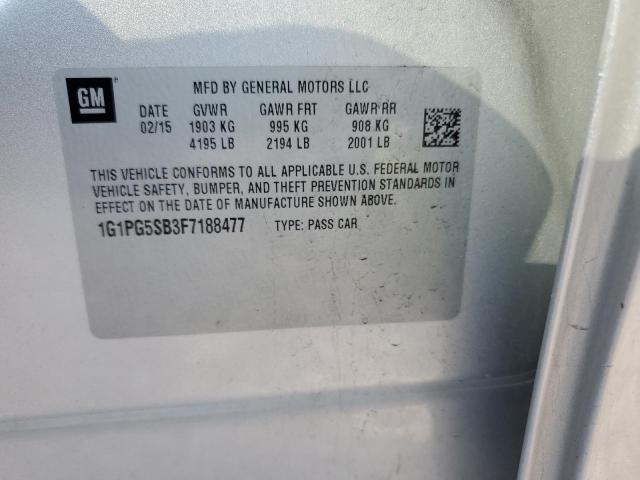 GM
MFD BY GENERAL MOTORS LLC
DATE GVWR GAWR FRT GAWR RR
02/15 1903 KG 995 KG 908 KG
4195 LB 2194 LB 2001 LB
THIS VEHICLE CONFORMS TO ALL APPLICABLE U.S. FEDERAL MOTOR
VEHICLE SAFETY, BUMPER, AND THEFT PREVENTION STANDARDS IN
EFFECT ON THE DATE OF MANUFACTURE SHOWN ABOVE.
1G1PG5SB3F7188477 TYPE: PASS CAR